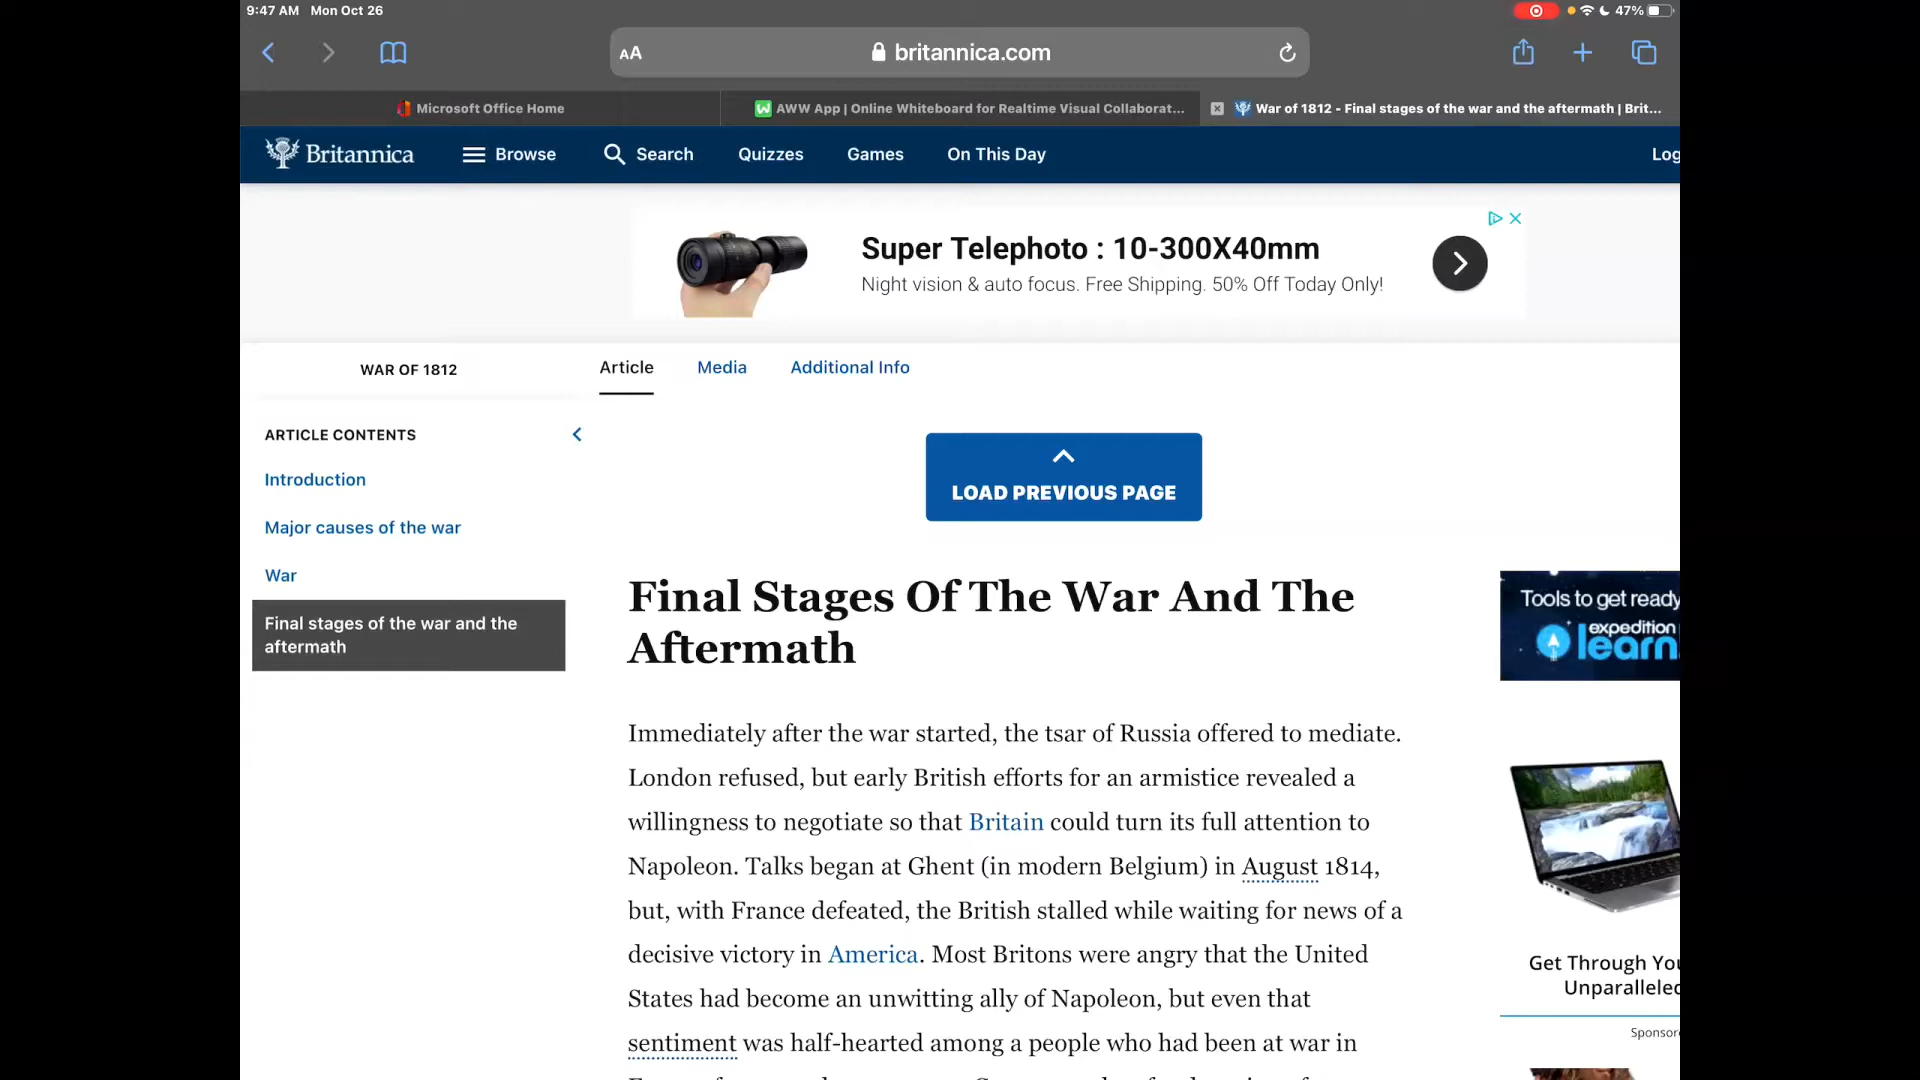 9:47 AM Mon Oct 26
47%
AA britannica.com
Microsoft Office Home
AWW App | Online Whiteboard for Realtime Visual Collaborat...
War of 1812 - Final stages of the war and the aftermath | Brit...
Britannica Browse Search Quizzes Games On This Day Log
Super Telephoto : 10-300X40mm
Night vision & auto focus. Free Shipping. 50% Off Today Only!
WAR OF 1812
Article Media Additional Info
ARTICLE CONTENTS
Introduction
Major causes of the war
War
Final stages of the war and the
aftermath
LOAD PREVIOUS PAGE
Final Stages Of The War And The
Aftermath
Immediately after the war started, the tsar of Russia offered to mediate.
London refused, but early British efforts for an armistice revealed a
willingness to negotiate so that Britain could turn its full attention to
Napoleon. Talks began at Ghent (in modern Belgium) in August 1814,
but, with France defeated, the British stalled while waiting for news of a
decisive victory in America. Most Britons were angry that the United
States had become an unwitting ally of Napoleon, but even that
sentiment was half-hearted among a people who had been at war in
Tools to get ready
expedition
learn
Get Through You
Unparalleled
Sponsor